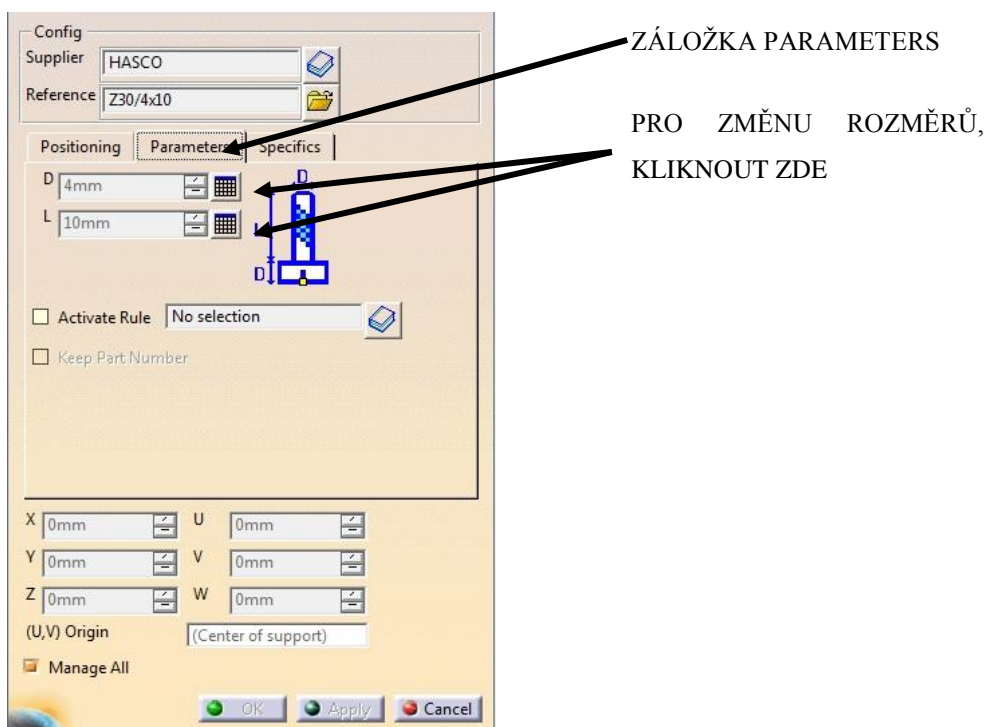 Config
Supplier HASCO
Reference Z30/4x10
ZÁLOŽKA PARAMETERS
PRO ZMĚNU ROZMĚRŮ,
KLIKNOUT ZDE
Positioning Parameters Specifics
D 4mm
L 10mm
D
L
D
Activate Rule No selection
Keep Part Number
X 0mm U 0mm
Y 0mm V 0mm
Z 0mm W 0mm
(U,V) Origin (Center of support)
Manage All
OK Apply Cancel